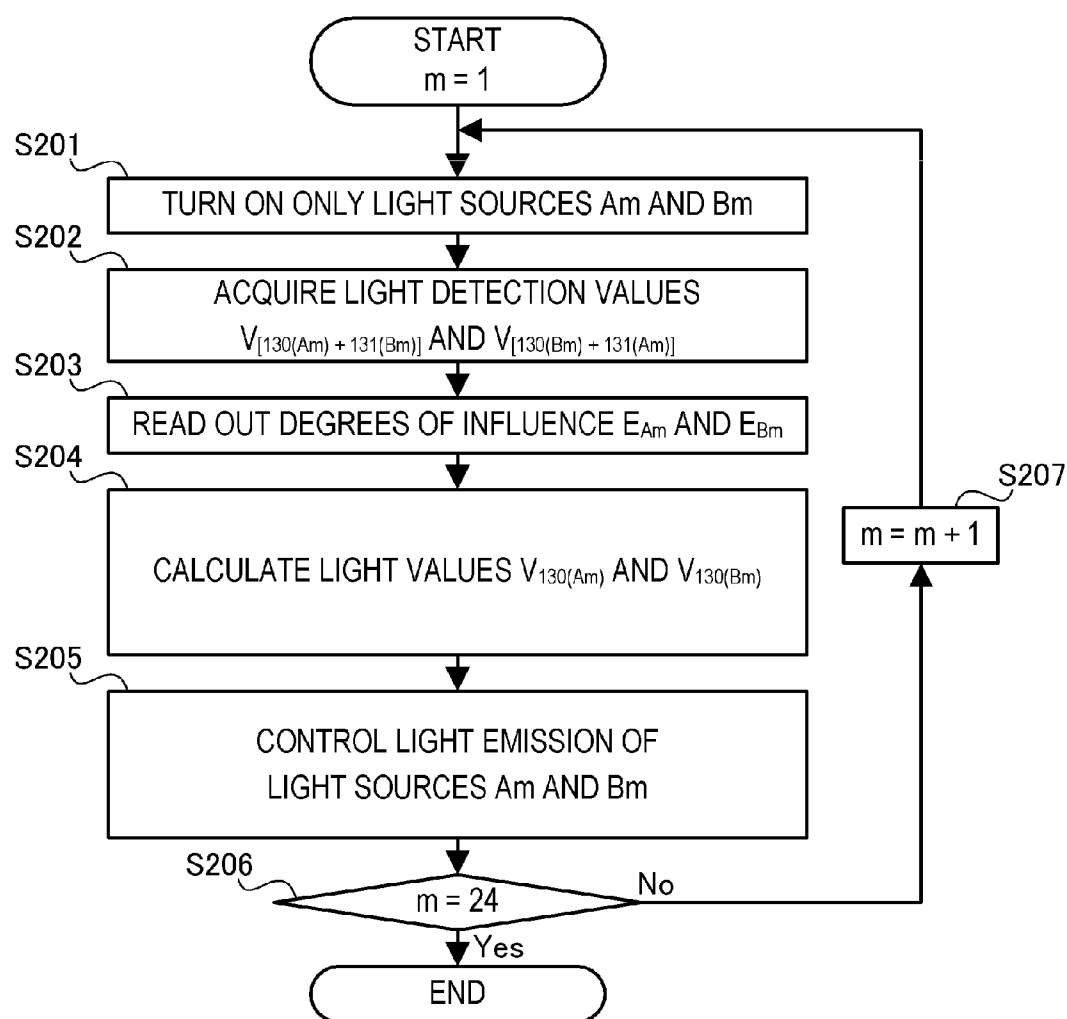 START
m = 1
S201
TURN ON ONLY LIGHT SOURCES Am AND Bm
S202
ACQUIRE LIGHT DETECTION VALUES
V[130(Am) + 131(Bm)] AND V[130(Bm) + 131(Am)]
S203
READ OUT DEGREES OF INFLUENCE EAm AND EBm
S204
CALCULATE LIGHT VALUES V130(Am) AND V130(Bm)
S207
m = m + 1
S205
CONTROL LIGHT EMISSION OF
LIGHT SOURCES Am AND Bm
S206
m = 24
No
Yes
END